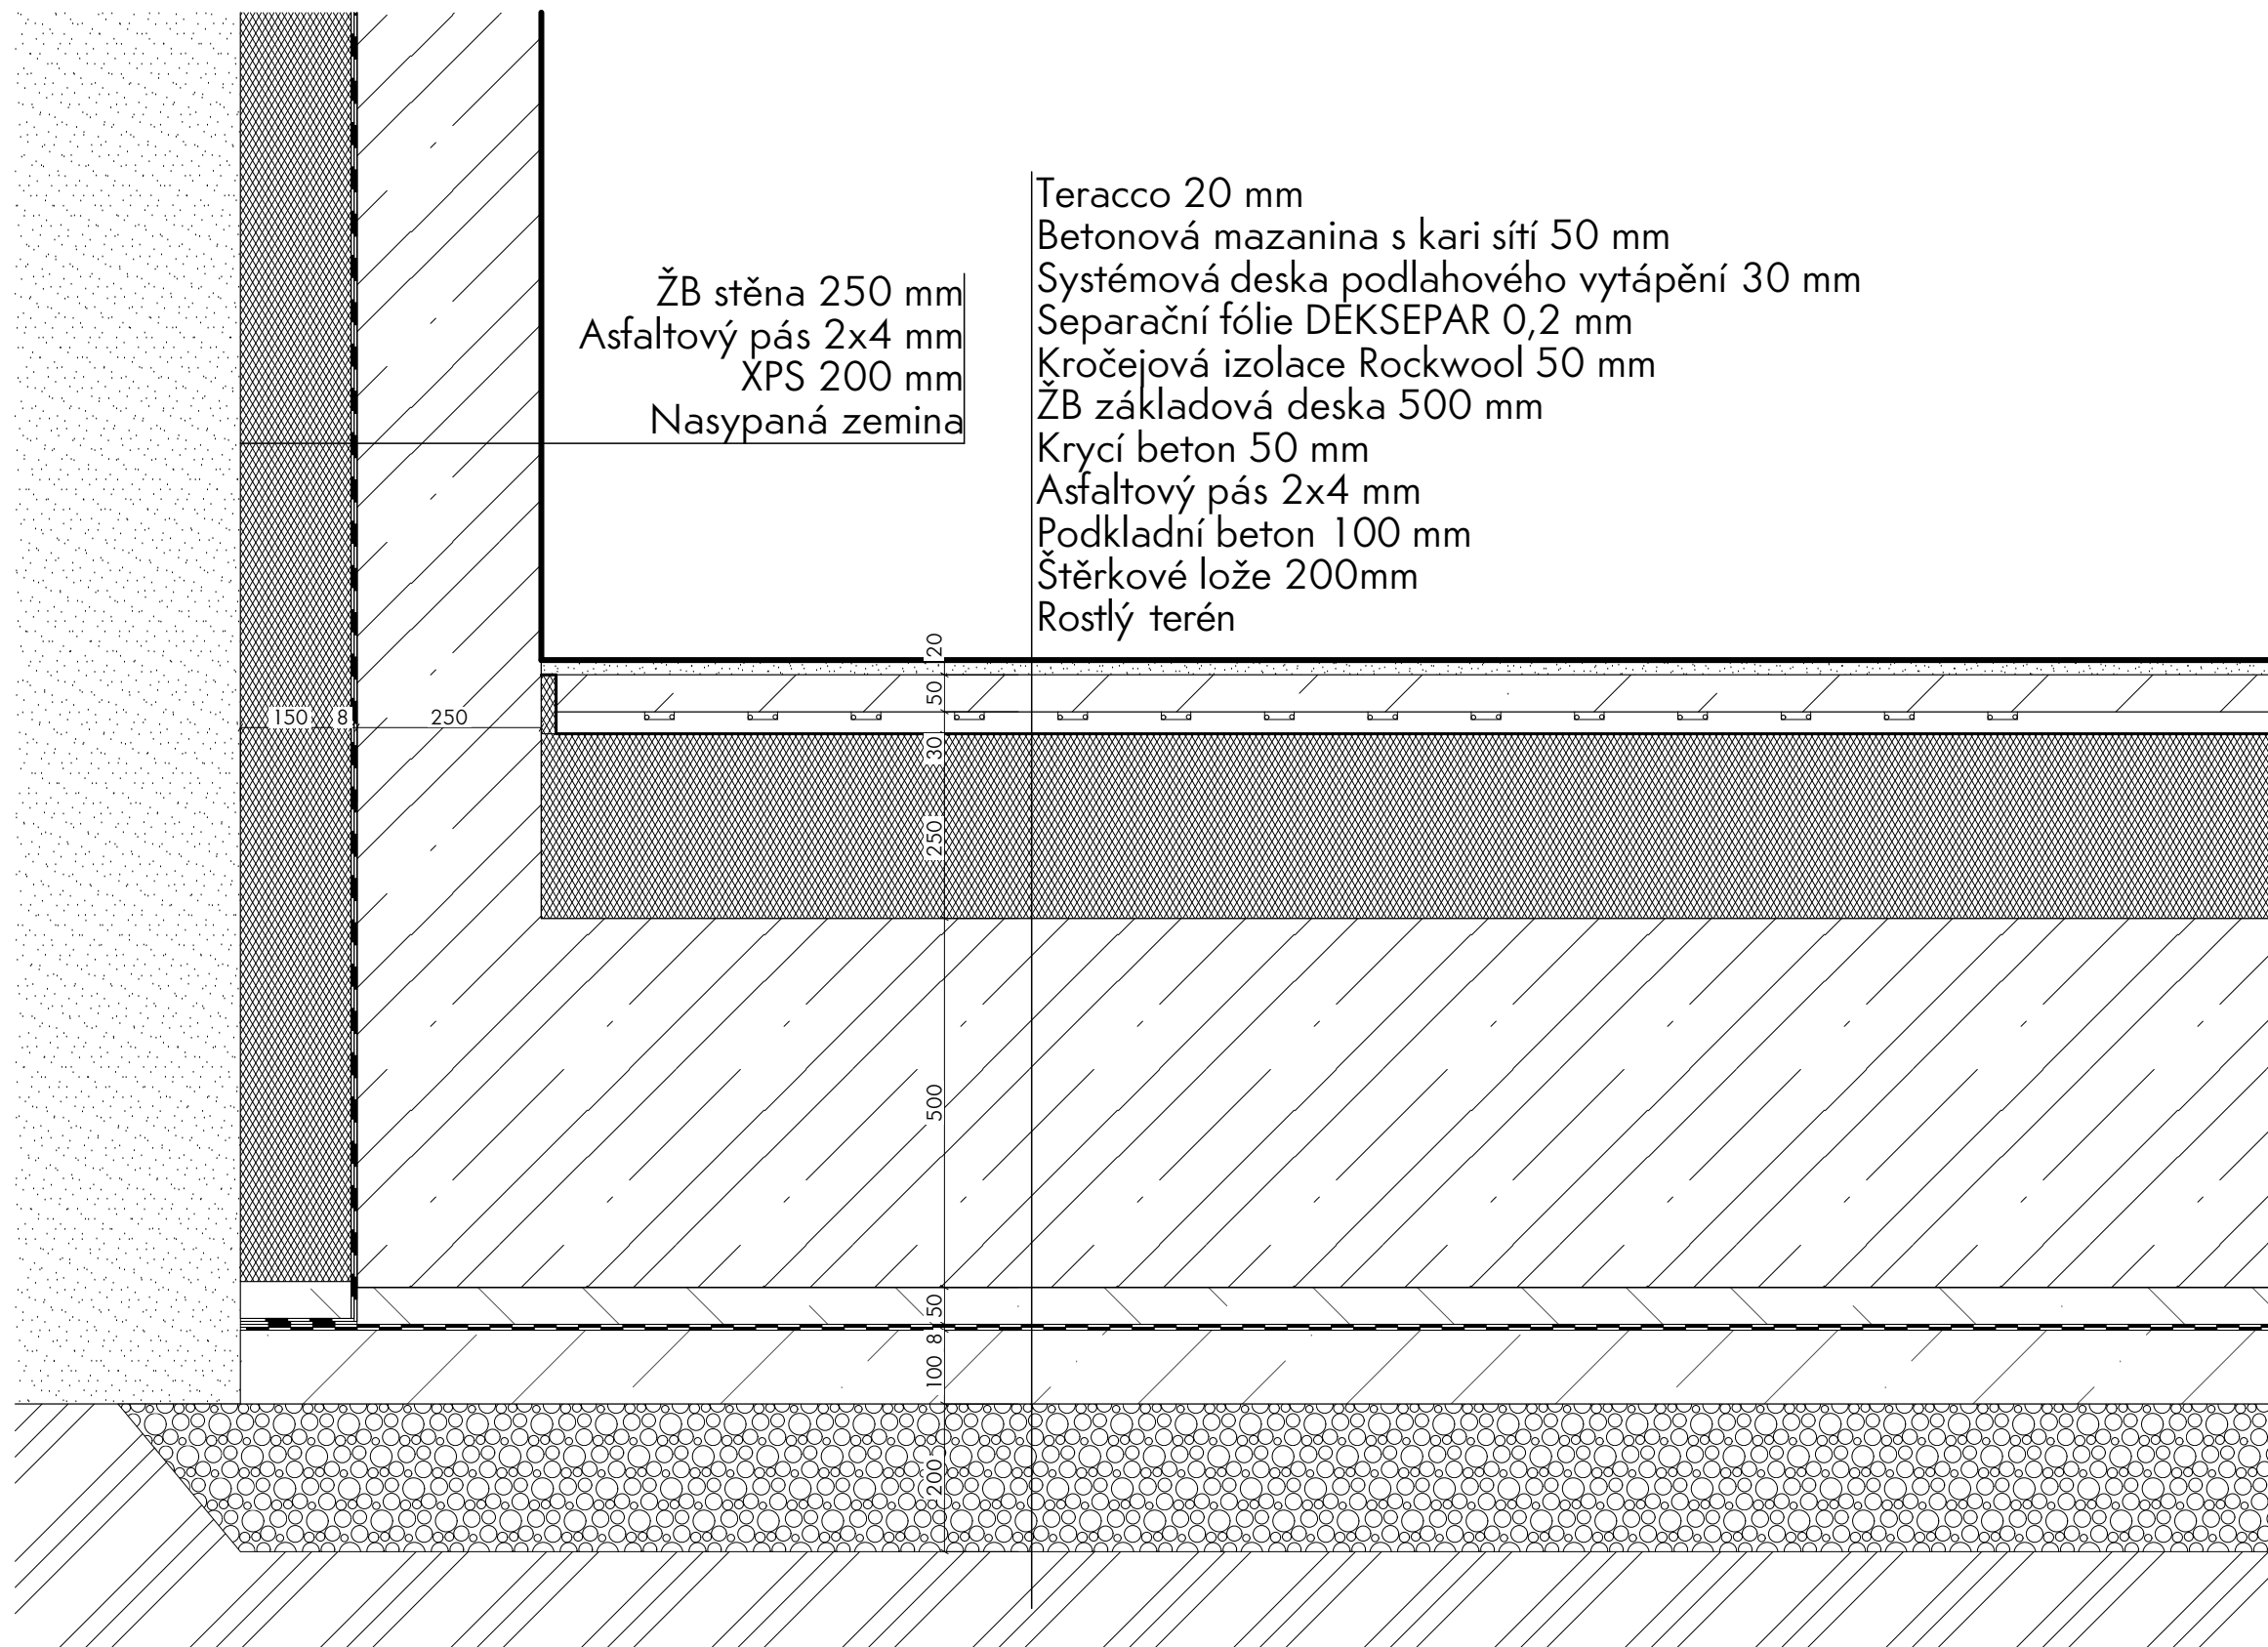 Teracco 20 mm
Betonová mazanina s kari sítí 50 mm
Systémová deska podlahového vytápění 30 mm
Separační fólie DEKSEPAR 0,2 mm
Kročejová izolace Rockwool 50 mm
ŽB základová deska 500 mm
Krycí beton 50 mm
Asfaltový pás 2x4 mm
Podkladní beton 100 mm
Štěrkové lože 200mm
Rostlý terén
ŽB stěna 250 mm
Asfaltový pás 2x4 mm
XPS 200 mm
Nasypaná zemina
150 8 250
20
50
30
250
500
50
8
100
200